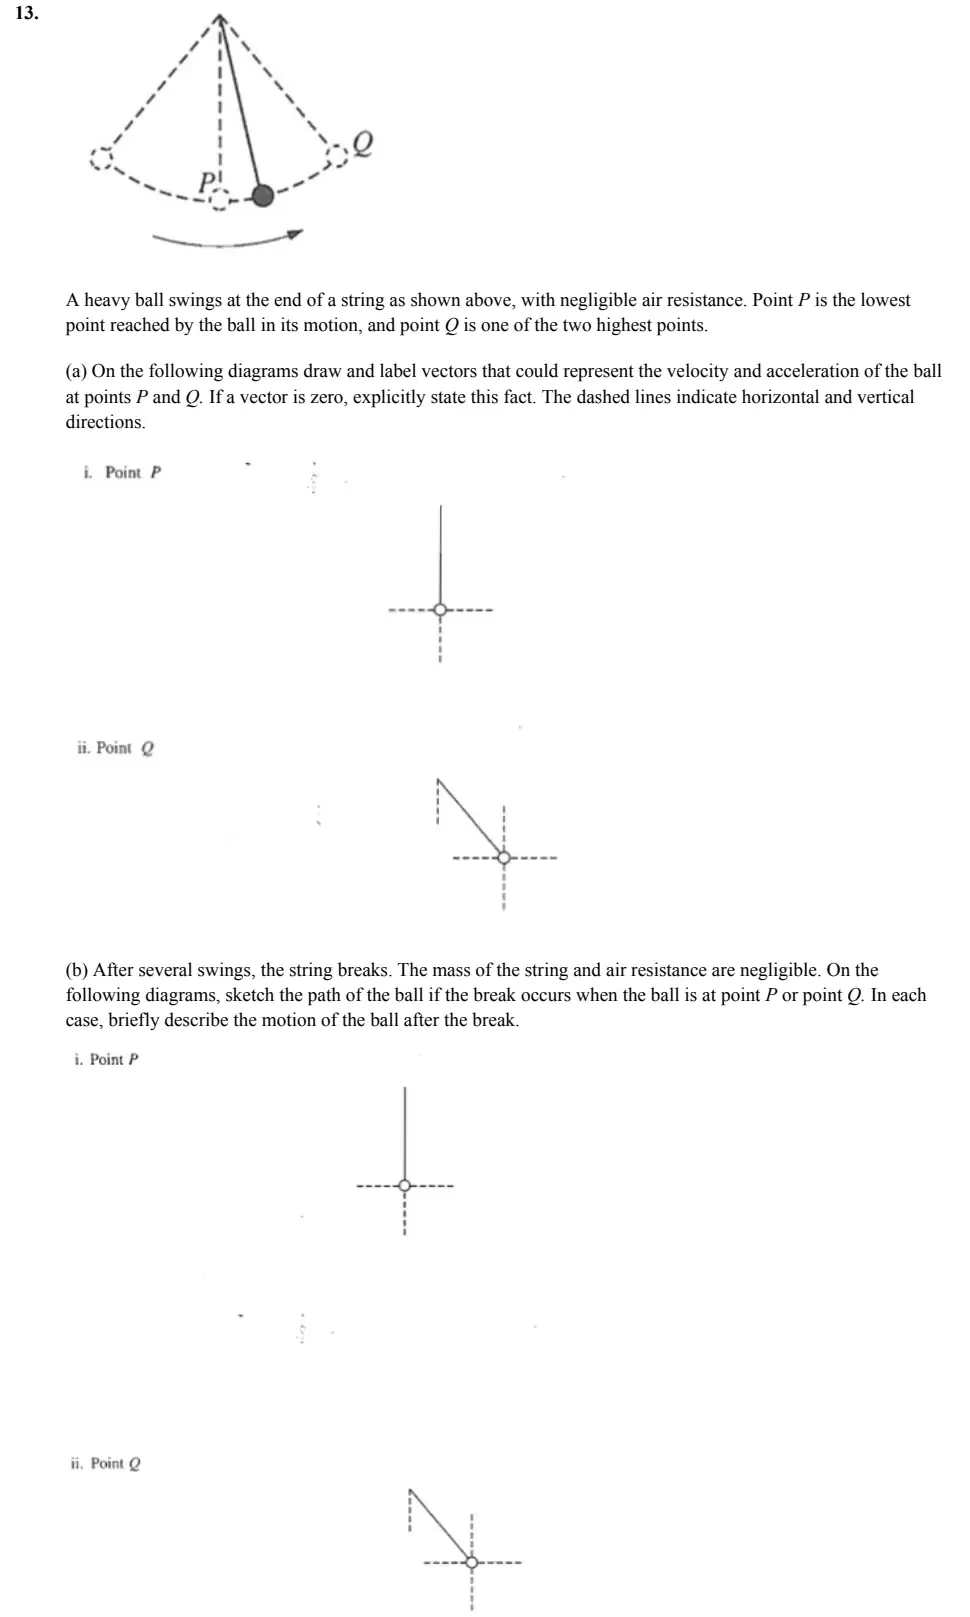 13.
Q
P
A heavy ball swings at the end of a string as shown above, with negligible air resistance. Point P is the lowest
point reached by the ball in its motion, and point Q is one of the two highest points.
(a) On the following diagrams draw and label vectors that could represent the velocity and acceleration of the ball
at points P and Q. If a vector is zero, explicitly state this fact. The dashed lines indicate horizontal and vertical
directions.
i. Point P
ii. Point Q
(b) After several swings, the string breaks. The mass of the string and air resistance are negligible. On the
following diagrams, sketch the path of the ball if the break occurs when the ball is at point P or point Q. In each
case, briefly describe the motion of the ball after the break.
i. Point P
ii. Point Q